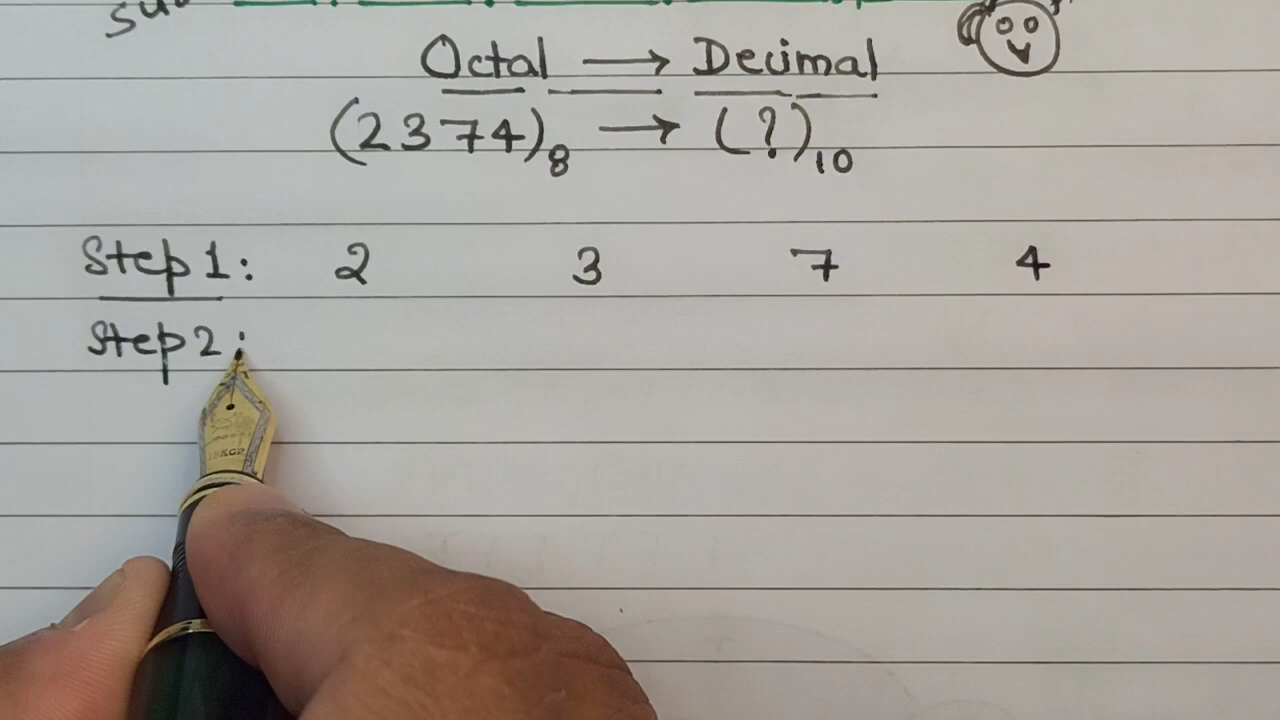 Octal → Decimal
(2374)₈ → (?)₁₀
Step 1: 2 3 7 4
Step 2: